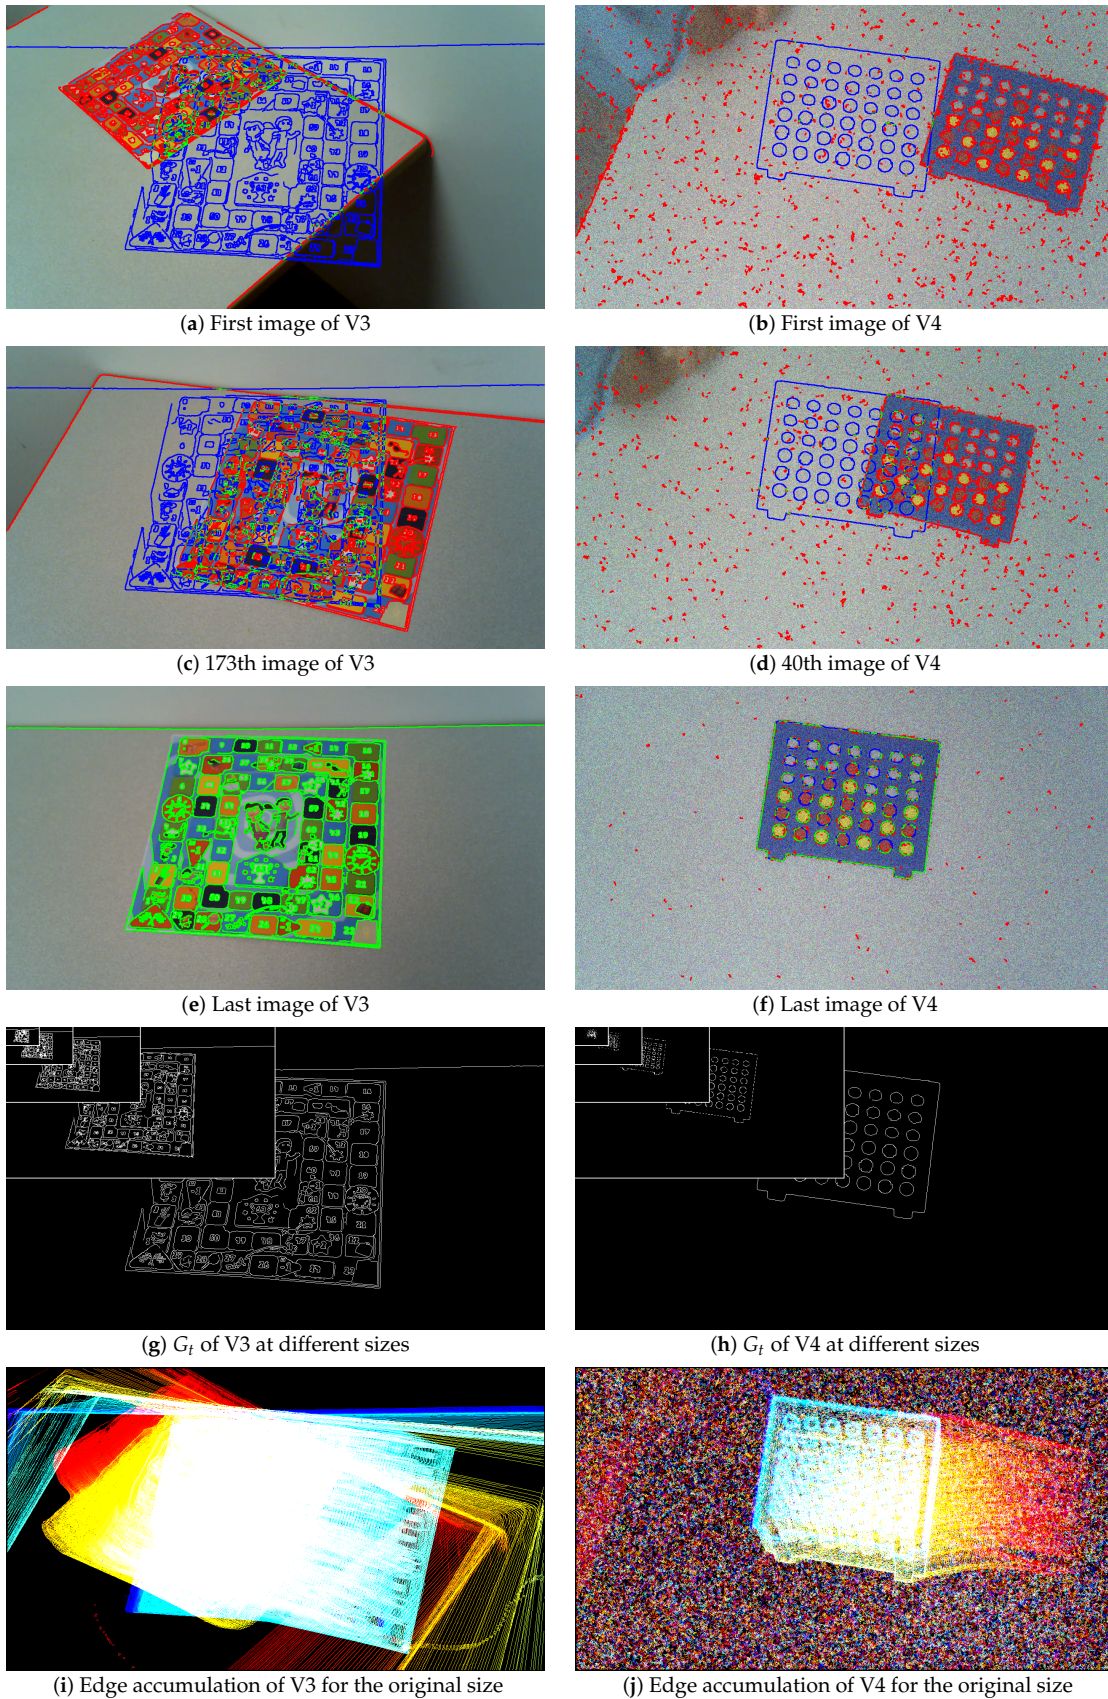 (a) First image of V3
(b) First image of V4
(c) 173th image of V3
(d) 40th image of V4
(e) Last image of V3
(f) Last image of V4
(g) Gt of V3 at different sizes
(h) Gt of V4 at different sizes
(i) Edge accumulation of V3 for the original size
(j) Edge accumulation of V4 for the original size